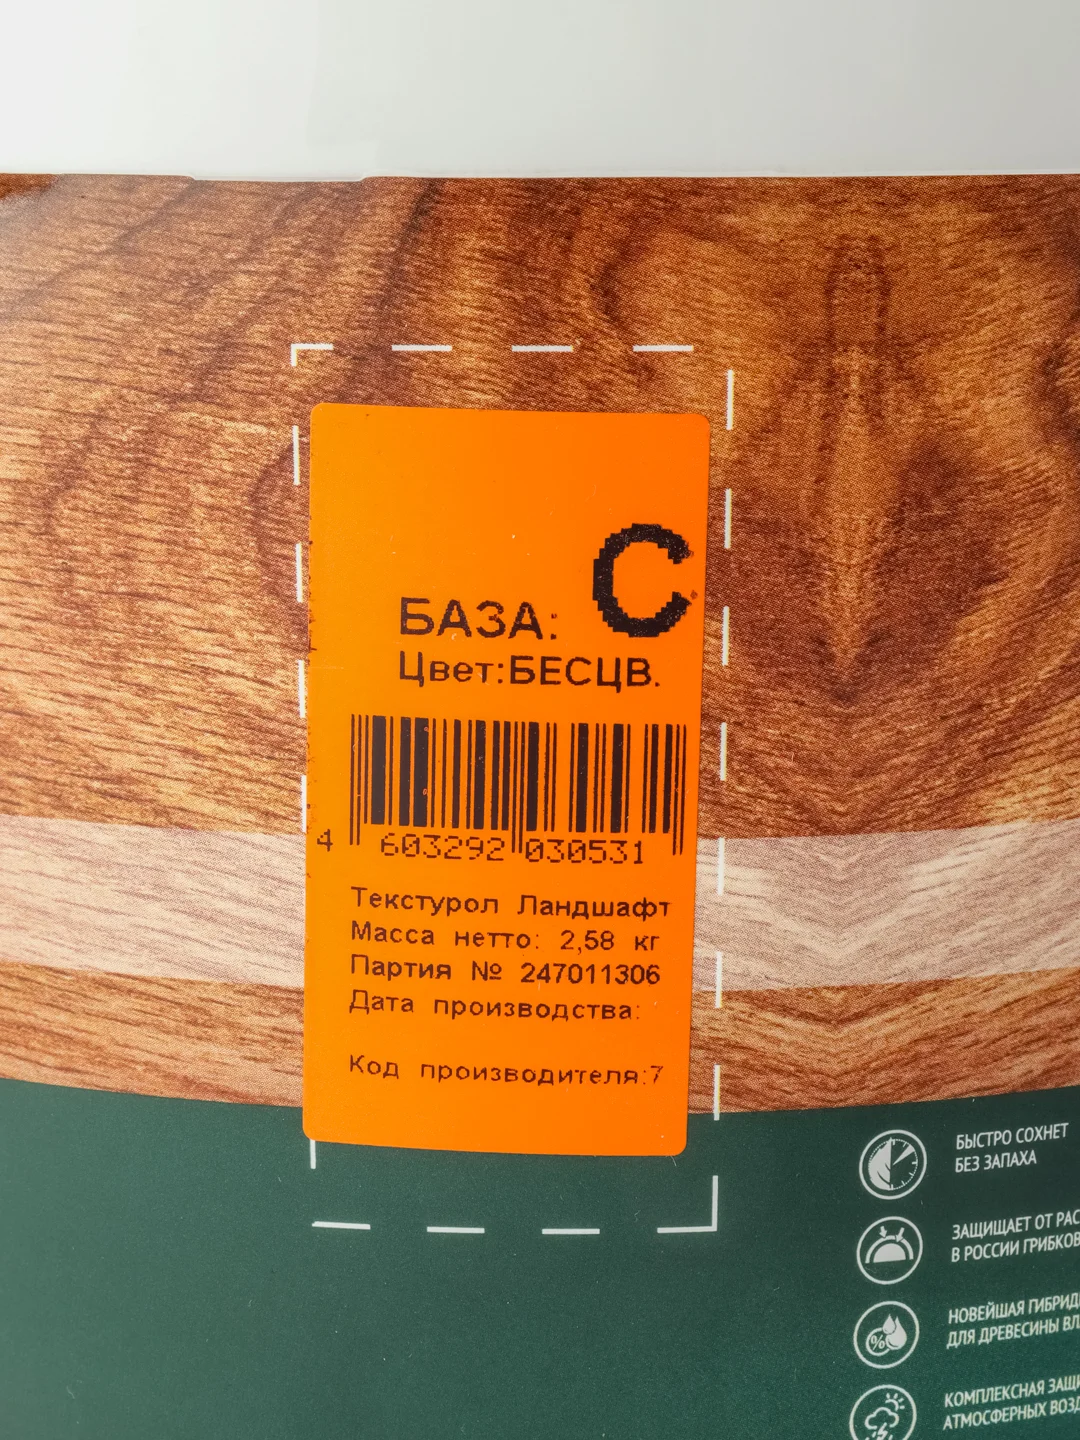 БАЗА: С
Цвет:БЕСЦВ.
4 603292 030531
Текстурол Ландшафт
Масса нетто: 2,58 кг
Партия № 247011306
Дата производства:
Код производителя:7
БЫСТРО СОХНЕТ
БЕЗ ЗАПАХА
ЗАЩИЩАЕТ ОТ
В РОССИИ
НОВЕЙШАЯ
ДЛЯ ДРЕВЕСИНЫ
%
КОМПЛЕКСНАЯ
АТМОСФЕРНЫХ